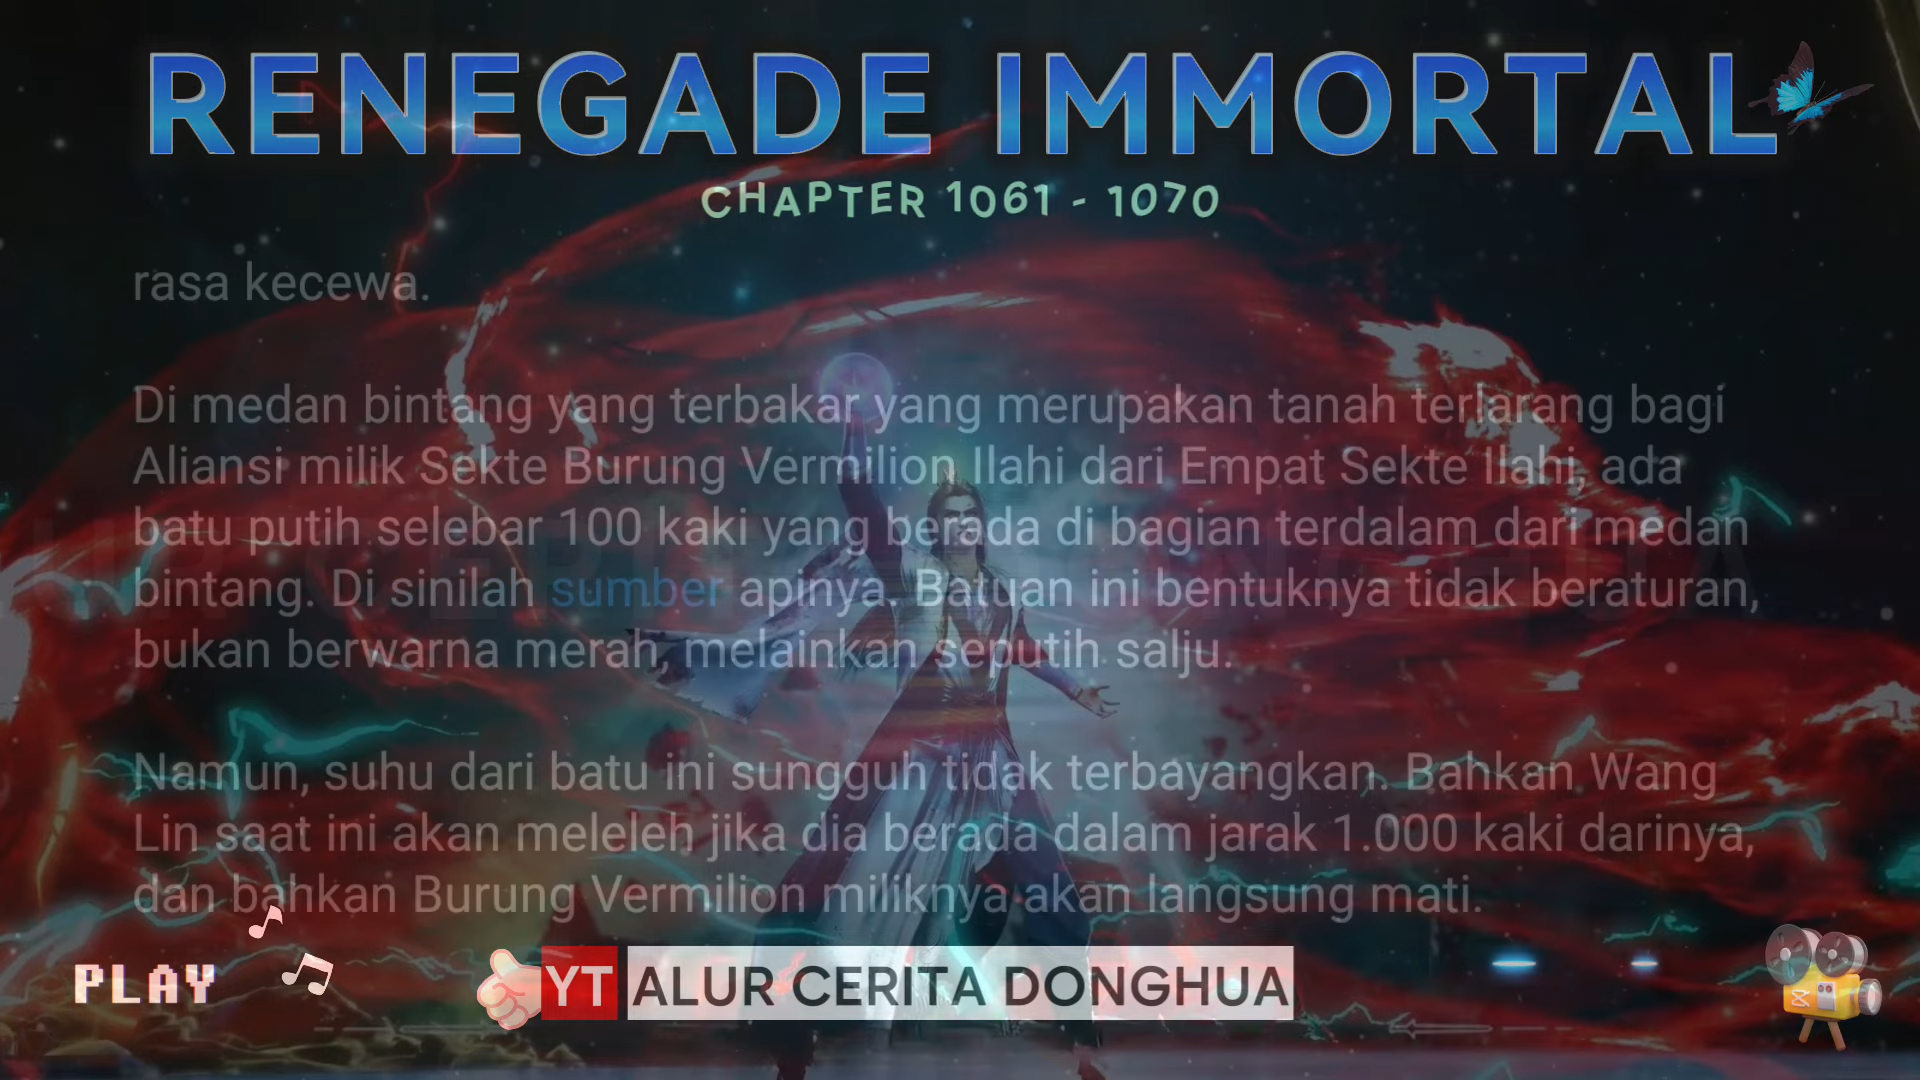 RENEGADE IMMORTAL
CHAPTER 1061 - 1070
rasa kecewa.
Di medan bintang yang terbakar yang merupakan tanah terlarang bagi
Aliansi milik Sekte Burung Vermilion Ilahi dari Empat Sekte Ilahi, ada
batu putih selebar 100 kaki yang berada di bagian terdalam dari medan
bintang. Di sinilah sumber apinya. Batuan ini bentuknya tidak beraturan,
bukan berwarna merah, melainkan seputih salju.
Namun, suhu dari batu ini sungguh tidak terbayangkan. Bahkan Wang
Lin saat ini akan meleleh jika dia berada dalam jarak 1.000 kaki darinya,
dan bahkan Burung Vermilion miliknya akan langsung mati.
PLAY
YT ALUR CERITA DONGHUA